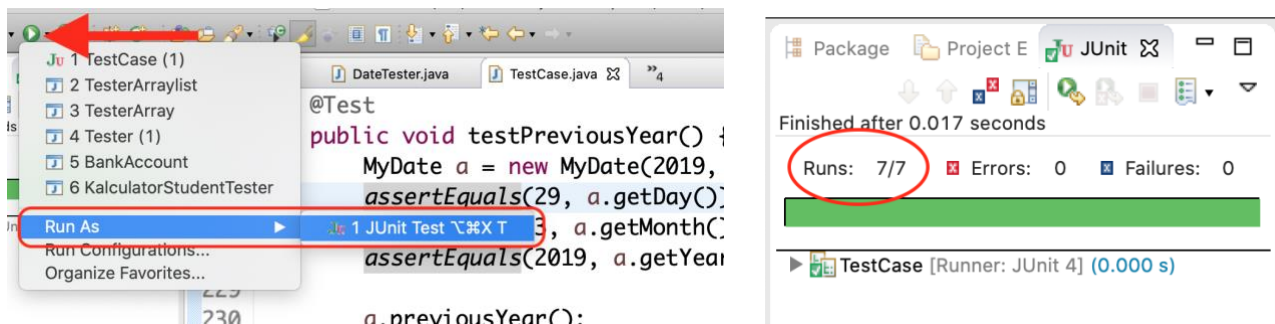 Ju 1 TestCase (1)
2 TesterArraylist
3 TesterArray
4 Tester (1)
5 BankAccount
6 KalculatorStudentTester
Run As
1 JUnit Test ⌥⌘X T
Run Configurations...
Organize Favorites...
DateTester.java
TestCase.java
»4
@Test
public void testPreviousYear() {
MyDate a = new MyDate(2019,
assertEquals(29, a.getDay())
3, a.getMonth()
assertEquals(2019, a.getYear
229
230 a.previousYear();
Package Project E JUnit
Finished after 0.017 seconds
Runs: 7/7 Errors: 0 Failures: 0
TestCase [Runner: JUnit 4] (0.000 s)